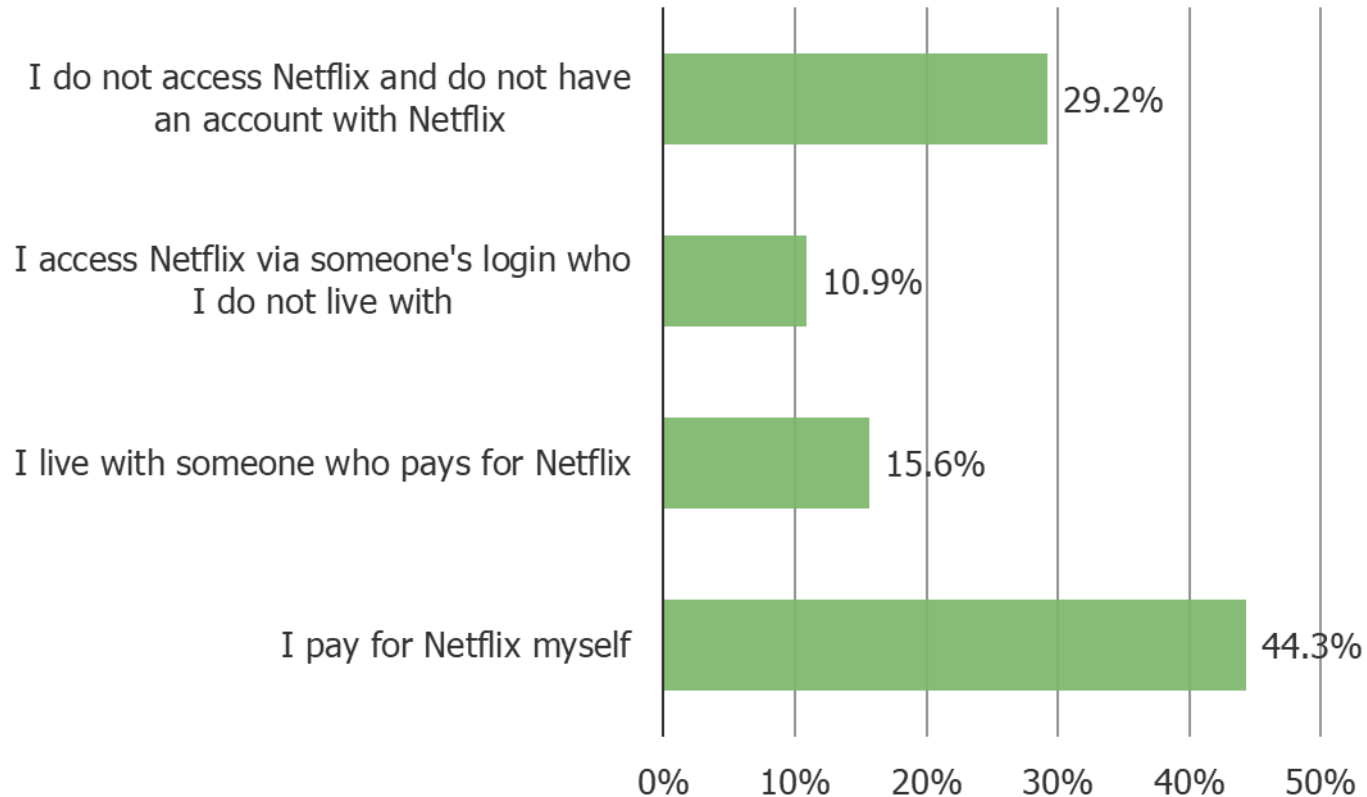 I do not access Netflix and do not have
an account with Netflix
29.2%
I access Netflix via someone's login who
I do not live with
10.9%
I live with someone who pays for Netflix
15.6%
I pay for Netflix myself
44.3%
0% 10% 20% 30% 40% 50%